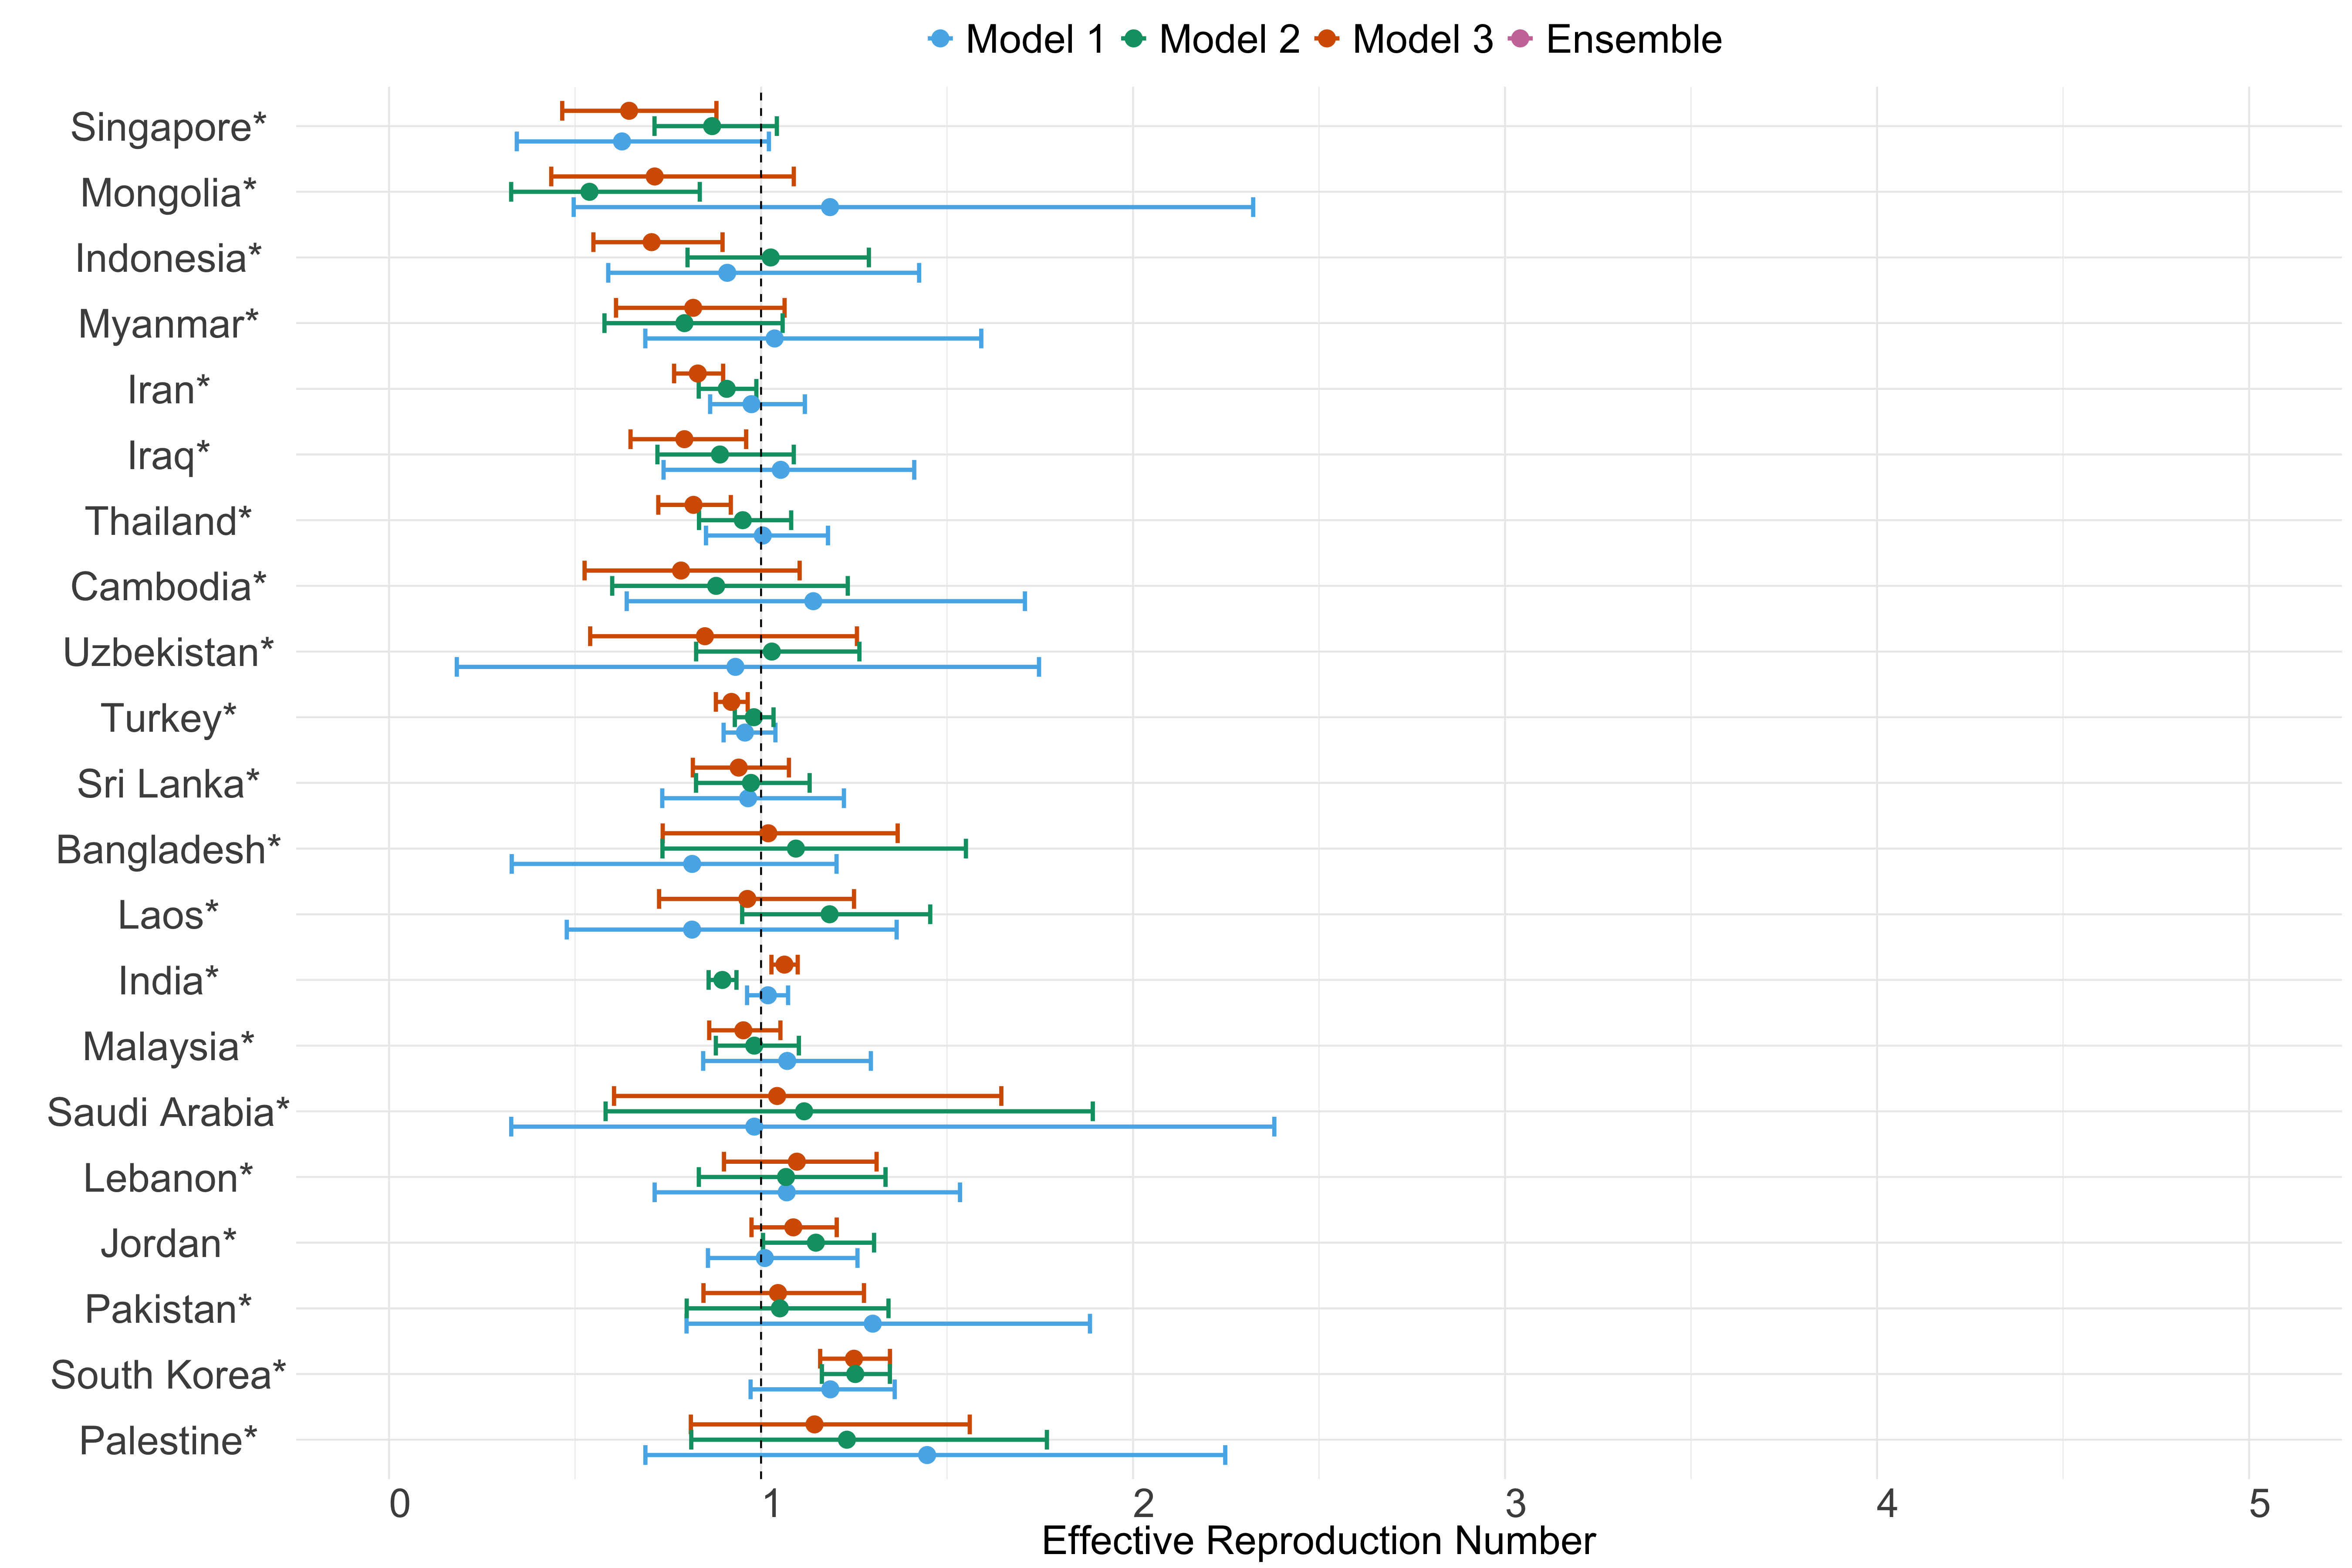 Model 1 Model 2 Model 3 Ensemble
Singapore*
Mongolia*
Indonesia*
Myanmar*
Iran*
Iraq*
Thailand*
Cambodia*
Uzbekistan*
Turkey*
Sri Lanka*
Bangladesh*
Laos*
India*
Malaysia*
Saudi Arabia*
Lebanon*
Jordan*
Pakistan*
South Korea*
Palestine*
0 1 2 3 4 5
Effective Reproduction Number